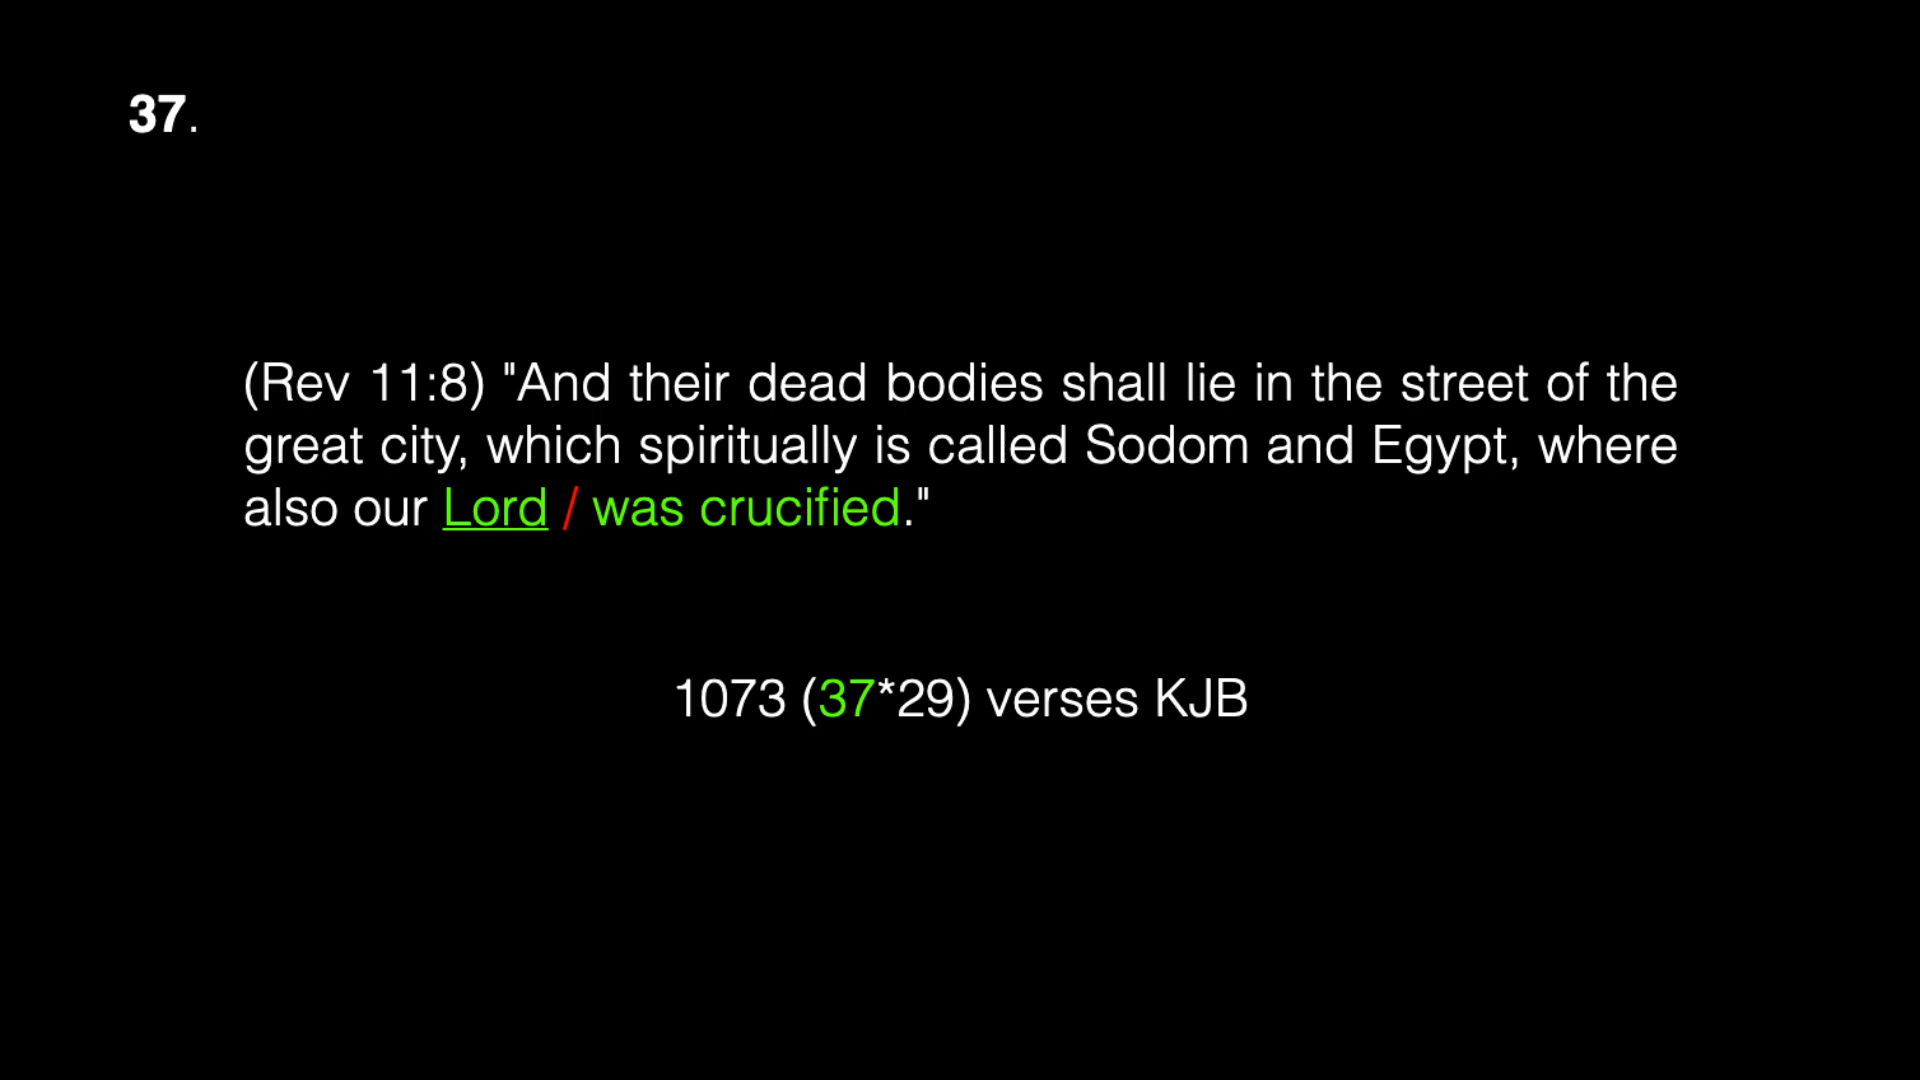 37.
(Rev 11:8) "And their dead bodies shall lie in the street of the
great city, which spiritually is called Sodom and Egypt, where
also our Lord / was crucified."
1073 (37*29) verses KJB